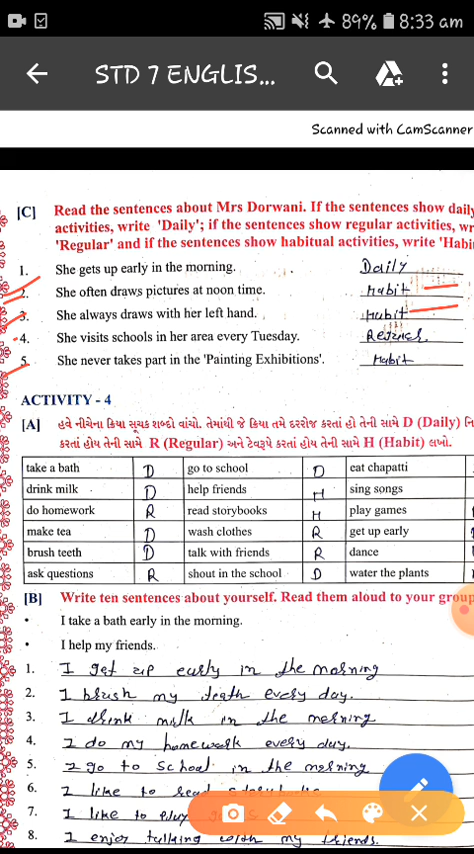 89% 8:33 am
STD 7 ENGLIS...
Scanned with CamScanner
[C] Read the sentences about Mrs Dorwani. If the sentences show daily
activities, write 'Daily'; if the sentences show regular activities, wr
'Regular' and if the sentences show habitual activities, write 'Habi
1. She gets up early in the morning. Daily
2. She often draws pictures at noon time. Habit
3. She always draws with her left hand. Habit
4. She visits schools in her area every Tuesday.
5. She never takes part in the 'Painting Exhibitions'. Habit
ACTIVITY - 4
[A] હવે નીચેના ક્રિયા સૂચક શબ્દો વાંચો. તેમાંથી જે ક્રિયા તમે દરરોજ કરતાં હો તેની સામે D (Daily) નિ
કરતાં હોય તેની સામે R (Regular) અને ટેવરૂપે કરતાં હોય તેની સામે H (Habit) લખો.
take a bath D go to school D eat chapatti
drink milk D help friends H sing songs
do homework R read storybooks H play games
make tea D wash clothes R get up early
brush teeth D talk with friends R dance
ask questions R shout in the school D water the plants
[B] Write ten sentences about yourself. Read them aloud to your group
• I take a bath early in the morning.
• I help my friends.
1. I get up early in the morning
2. I brush my teath every day.
3. I drink milk in the morning
4. I do my homework every day.
5. I go to school in the morning
6. I like to read
7. I like to play
8. I enjoy talking with my friends.